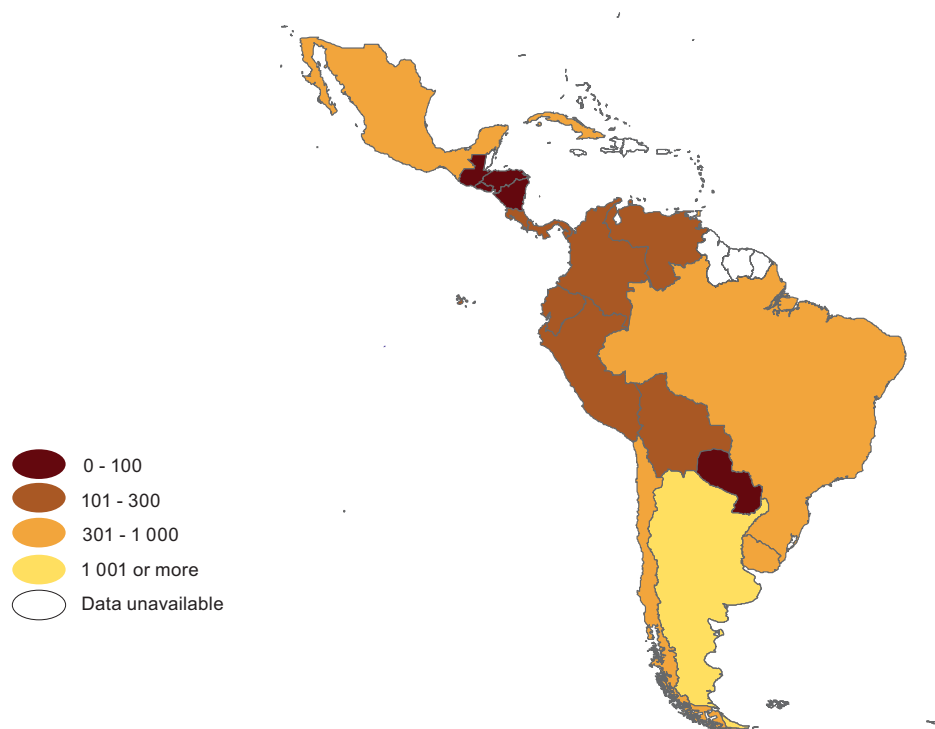 0 - 100
101 - 300
301 - 1 000
1 001 or more
Data unavailable